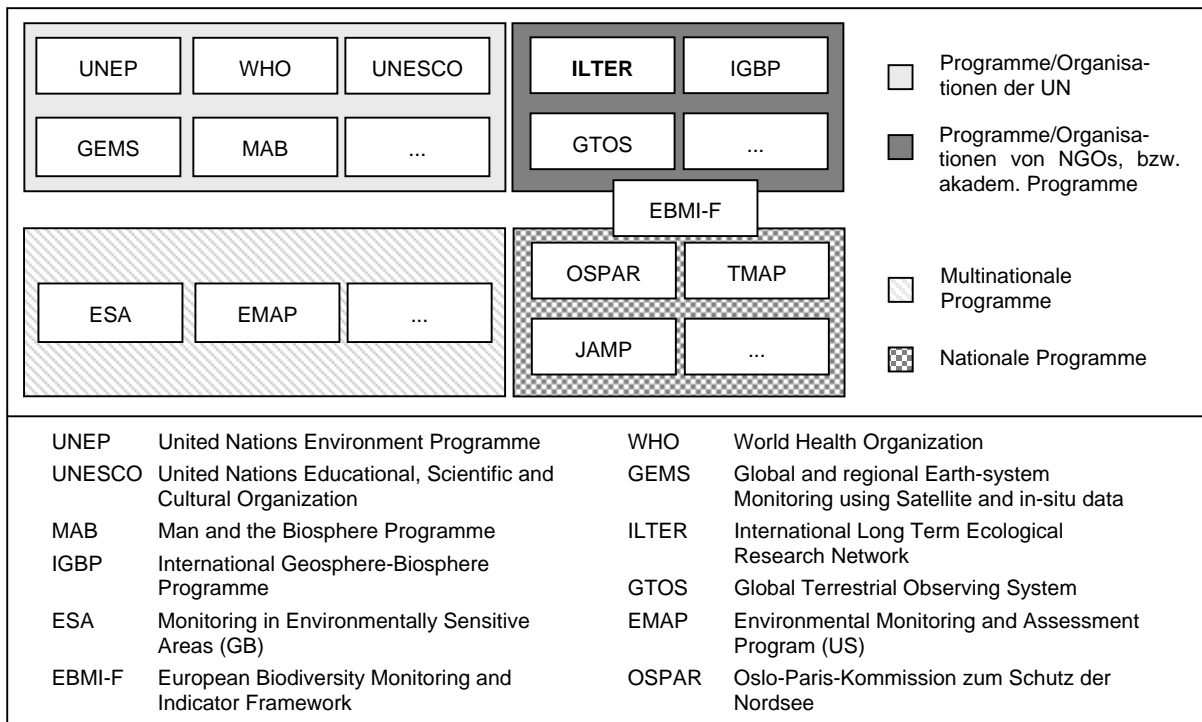 UNEP WHO UNESCO
GEMS MAB ...
ILTER IGBP
GTOS ...
EBMI-F
ESA EMAP ...
OSPAR TMAP
JAMP ...
Programme/Organisa-
tionen der UN
Programme/Organisa-
tionen von NGOs, bzw.
akadem. Programme
Multinationale
Programme
Nationale Programme
UNEP United Nations Environment Programme
UNESCO United Nations Educational, Scientific and
Cultural Organization
MAB Man and the Biosphere Programme
IGBP International Geosphere-Biosphere
Programme
ESA Monitoring in Environmentally Sensitive
Areas (GB)
EBMI-F European Biodiversity Monitoring and
Indicator Framework
WHO World Health Organization
GEMS Global and regional Earth-system
Monitoring using Satellite and in-situ data
ILTER International Long Term Ecological
Research Network
GTOS Global Terrestrial Observing System
EMAP Environmental Monitoring and Assessment
Program (US)
OSPAR Oslo-Paris-Kommission zum Schutz der
Nordsee